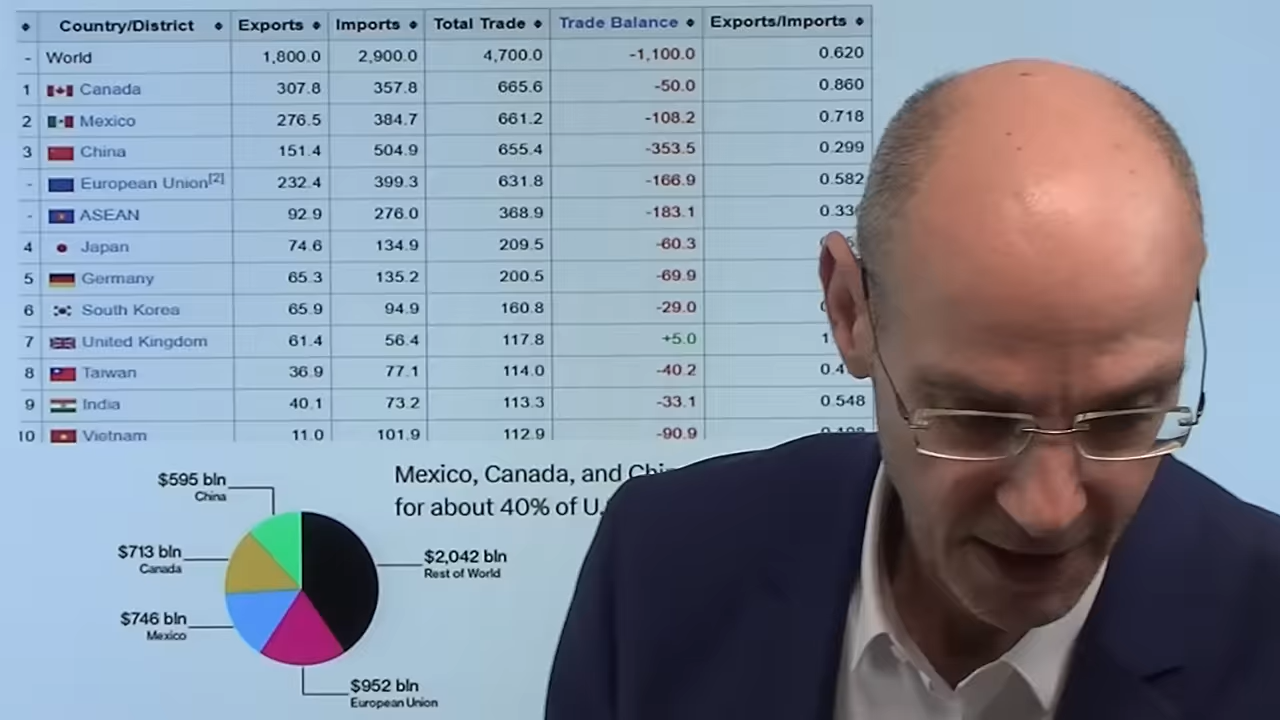 Country/District Exports Imports Total Trade Trade Balance Exports/Imports
- World 1,800.0 2,900.0 4,700.0 -1,100.0 0.620
1 Canada 307.8 357.8 665.6 -50.0 0.860
2 Mexico 276.5 384.7 661.2 -108.2 0.718
3 China 151.4 504.9 655.4 -353.5 0.299
- European Union[2] 232.4 399.3 631.8 -166.9 0.582
- ASEAN 92.9 276.0 368.9 -183.1 0.33
4 Japan 74.6 134.9 209.5 -60.3
5 Germany 65.3 135.2 200.5 -69.9
6 South Korea 65.9 94.9 160.8 -29.0
7 United Kingdom 61.4 56.4 117.8 +5.0 1
8 Taiwan 36.9 77.1 114.0 -40.2 0.4
9 India 40.1 73.2 113.3 -33.1 0.548
10 Vietnam 11.0 101.9 112.9 -90.9
Mexico, Canada, and
for about 40% of U.
$595 bln
China
$713 bln
Canada
$2,042 bln
Rest of World
$746 bln
Mexico
$952 bln
European Union